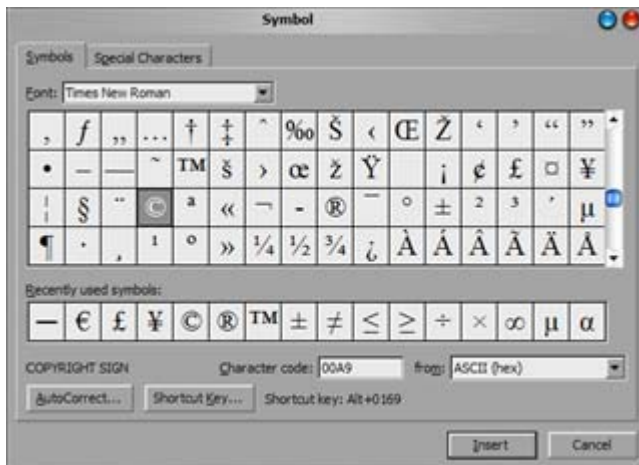 Symbol
Symbols Special Characters
Font: Times New Roman
‚ ƒ „ … † ‡ ˆ ‰ Š ‹ Œ Ž ‘ ’ “ ”
• – — ˜ ™ š › œ ž Ÿ ¡ ¢ £ ¤ ¥
¦ § ¨ © ª « ¬ - ® ¯ ° ± ² ³ ´ µ
¶ · ¸ ¹ º » ¼ ½ ¾ ¿ À Á Â Ã Ä Å
Recently used symbols:
— € £ ¥ © ® ™ ± ≠ ≤ ≥ ÷ × ∞ µ α
COPYRIGHT SIGN Character code: 00A9 from: ASCII (hex)
AutoCorrect... Shortcut Key... Shortcut key: Alt+0169
Insert Cancel